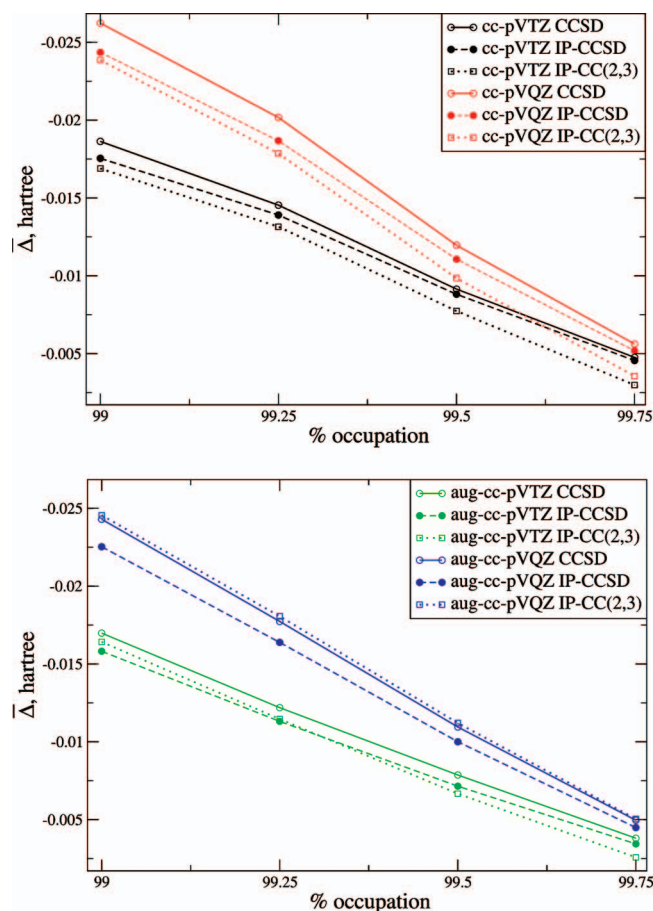 -0.025
-0.02
-0.015
-0.01
-0.005
Δ, hartree
cc-pVTZ CCSD
cc-pVTZ IP-CCSD
cc-pVTZ IP-CC(2,3)
cc-pVQZ CCSD
cc-pVQZ IP-CCSD
cc-pVQZ IP-CC(2,3)
99 99.25 99.5 99.75
% occupation
-0.025
-0.02
-0.015
-0.01
-0.005
Δ, hartree
aug-cc-pVTZ CCSD
aug-cc-pVTZ IP-CCSD
aug-cc-pVTZ IP-CC(2,3)
aug-cc-pVQZ CCSD
aug-cc-pVQZ IP-CCSD
aug-cc-pVQZ IP-CC(2,3)
99 99.25 99.5 99.75
% occupation